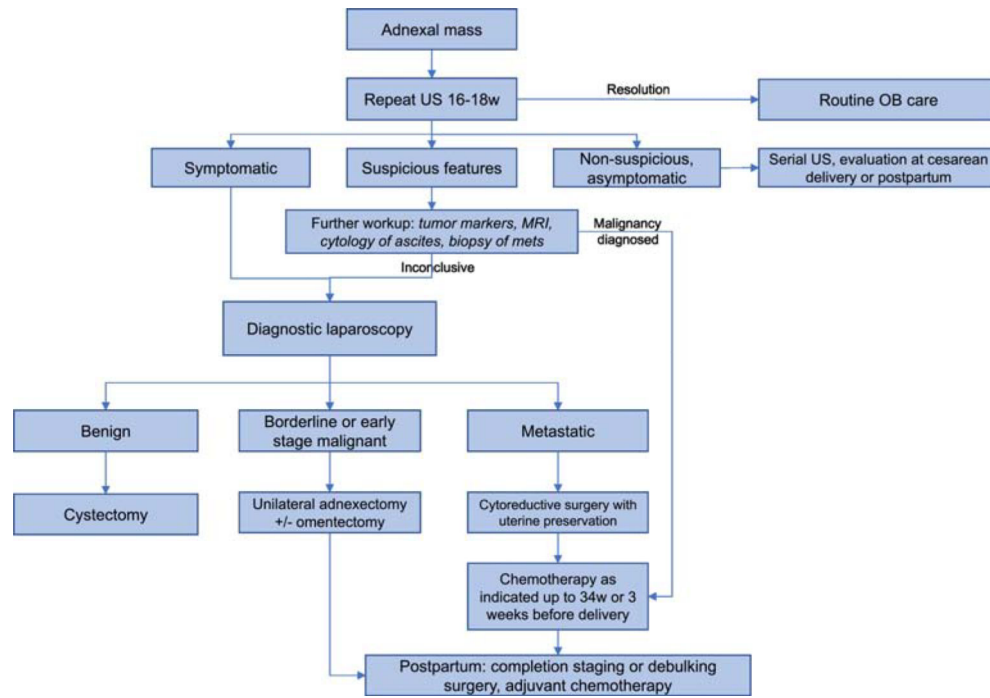 Adnexal mass
Repeat US 16-18w
Resolution
Routine OB care
Symptomatic
Suspicious features
Non-suspicious,
asymptomatic
Serial US, evaluation at cesarean
delivery or postpartum
Further workup: tumor markers, MRI,
cytology of ascites, biopsy of mets
Malignancy
diagnosed
Inconclusive
Diagnostic laparoscopy
Benign
Borderline or early
stage malignant
Metastatic
Cystectomy
Unilateral adnexectomy
+/- omentectomy
Cytoreductive surgery with
uterine preservation
Chemotherapy as
indicated up to 34w or 3
weeks before delivery
Postpartum: completion staging or debulking
surgery, adjuvant chemotherapy